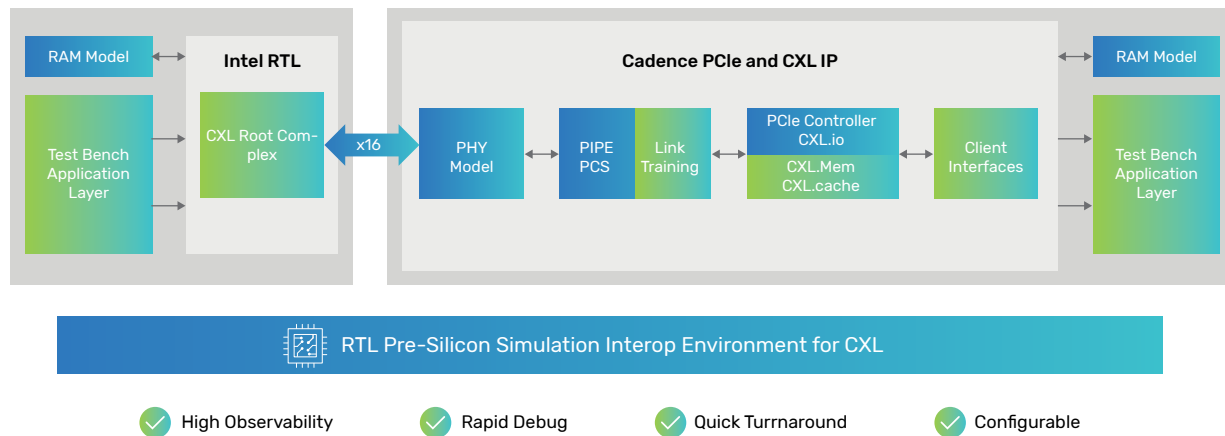 RAM Model
Intel RTL
Test Bench
Application
Layer
CXL Root Com-
plex
x16
Cadence PCIe and CXL IP
PHY
Model
PIPE
PCS
Link
Training
PCIe Controller
CXL.io
CXL.Mem
CXL.cache
Client
Interfaces
RAM Model
Test Bench
Application
Layer
RTL Pre-Silicon Simulation Interop Environment for CXL
High Observability
Rapid Debug
Quick Turrnaround
Configurable